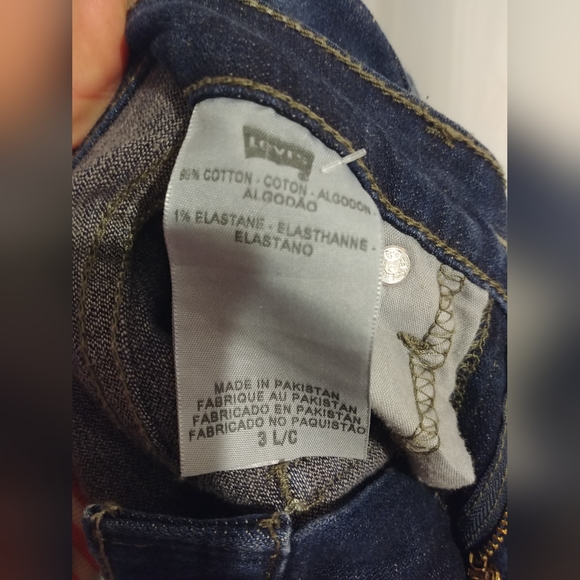 LEVI'S
COTTON - COTON - ALGODON -
ALGODÃO
1% ELASTANE - ELASTHANNE -
ELASTANO
MADE IN PAKISTAN
FABRIQUE AU PAKISTAN
FABRICADO EN PAKISTAN
FABRICADO NO PAQUISTÃO
3 L/C